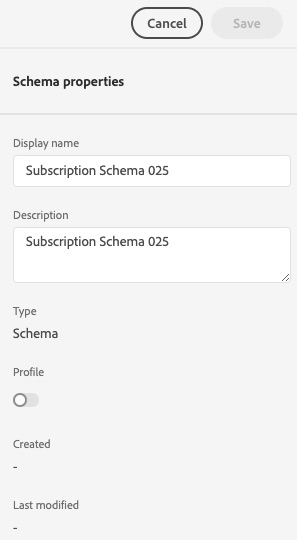 Cancel
Save
Schema properties
Display name
Subscription Schema 025
Description
Subscription Schema 025
Type
Schema
Profile
Created
-
Last modified
-